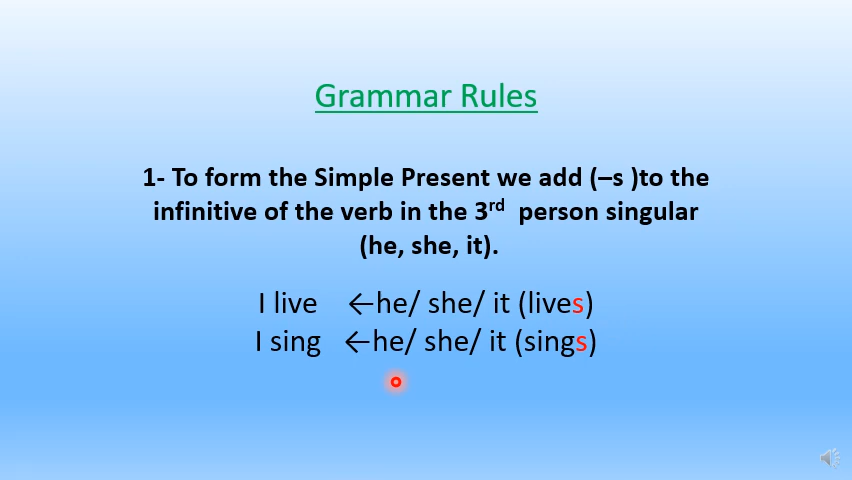 Grammar Rules
1- To form the Simple Present we add (–s )to the
infinitive of the verb in the 3rd person singular
(he, she, it).
I live ←he/ she/ it (lives)
I sing ←he/ she/ it (sings)